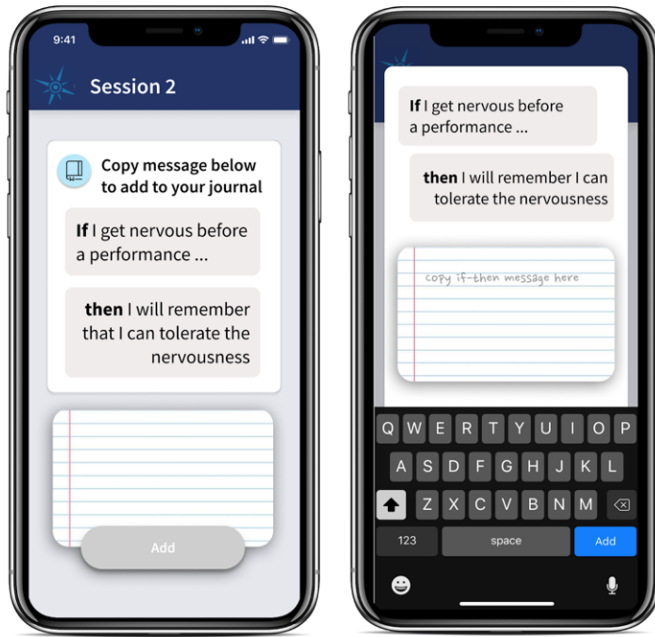 9:41
Session 2
Copy message below
to add to your journal
If I get nervous before
a performance ...
then I will remember
that I can tolerate the
nervousness
Add
If I get nervous before
a performance ...
then I will remember I can
tolerate the nervousness
copy if-then message here
Q W E R T Y U I O P
A S D F G H J K L
Z X C V B N M
123 space Add